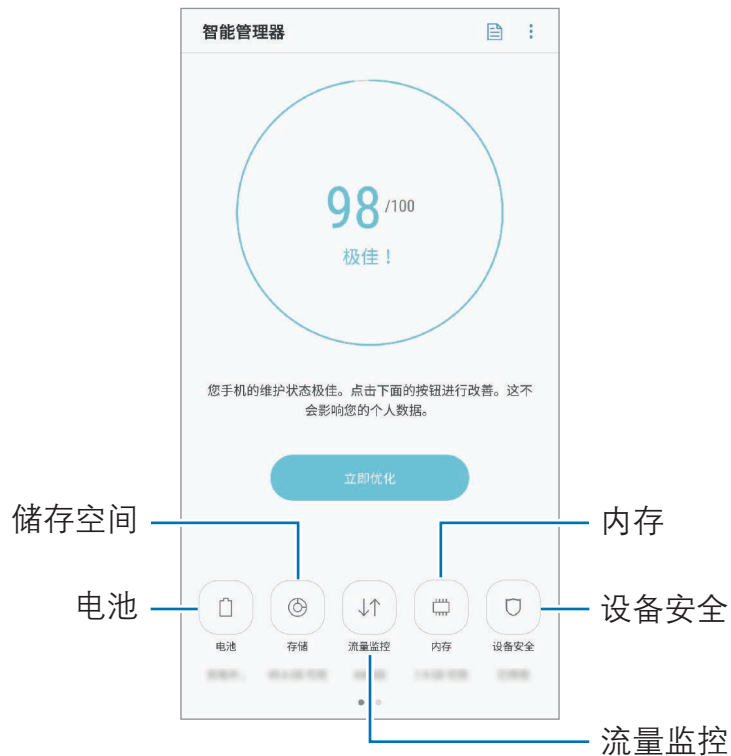 智能管理器
98 /100
极佳！
您手机的维护状态极佳。点击下面的按钮进行改善。这不
会影响您的个人数据。
立即优化
储存空间
内存
电池
设备安全
电池
存储
流量监控
内存
设备安全
流量监控